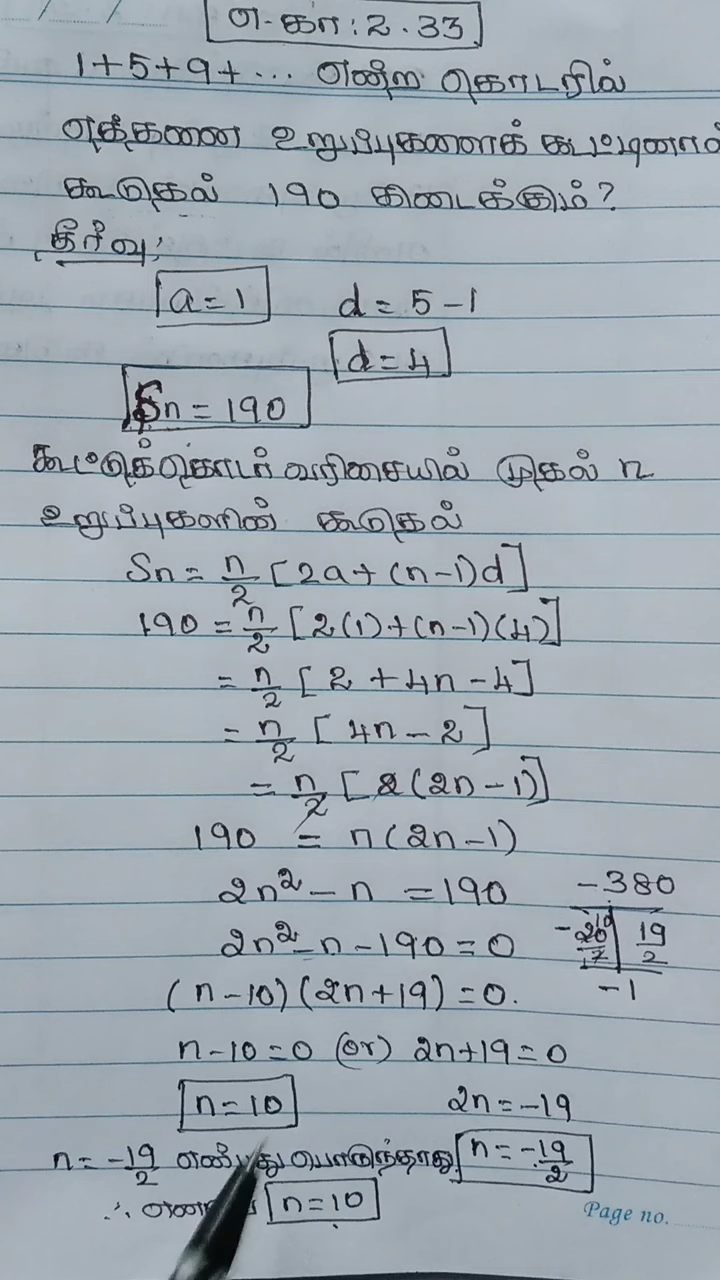 எ.கா : 2.33
1+5+9+... என்ற தொடரில்
எத்தனை உறுப்புகளைக் கூட்டினால்
கூடுதல் 190 கிடைக்கும்?
தீர்வு:
a = 1 d = 5 - 1
d = 4
Sn = 190
கூட்டுத்தொடர் வரிசையில் முதல் n
உறுப்புகளின் கூடுதல்
Sn = n/2 [2a + (n-1)d]
190 = n/2 [2(1) + (n-1)(4)]
= n/2 [2 + 4n - 4]
= n/2 [4n - 2]
= n/2 [2(2n - 1)]
190 = n(2n-1)
2n² - n = 190
2n² - n - 190 = 0
(n-10)(2n+19) = 0.
n-10 = 0 (or) 2n+19 = 0
n = 10 2n = -19
n = -19/2 என்பது பொருந்தாது n = -19/2
∴ n = 10
-380
-20/2 10 | 19/2
-1
Page no.